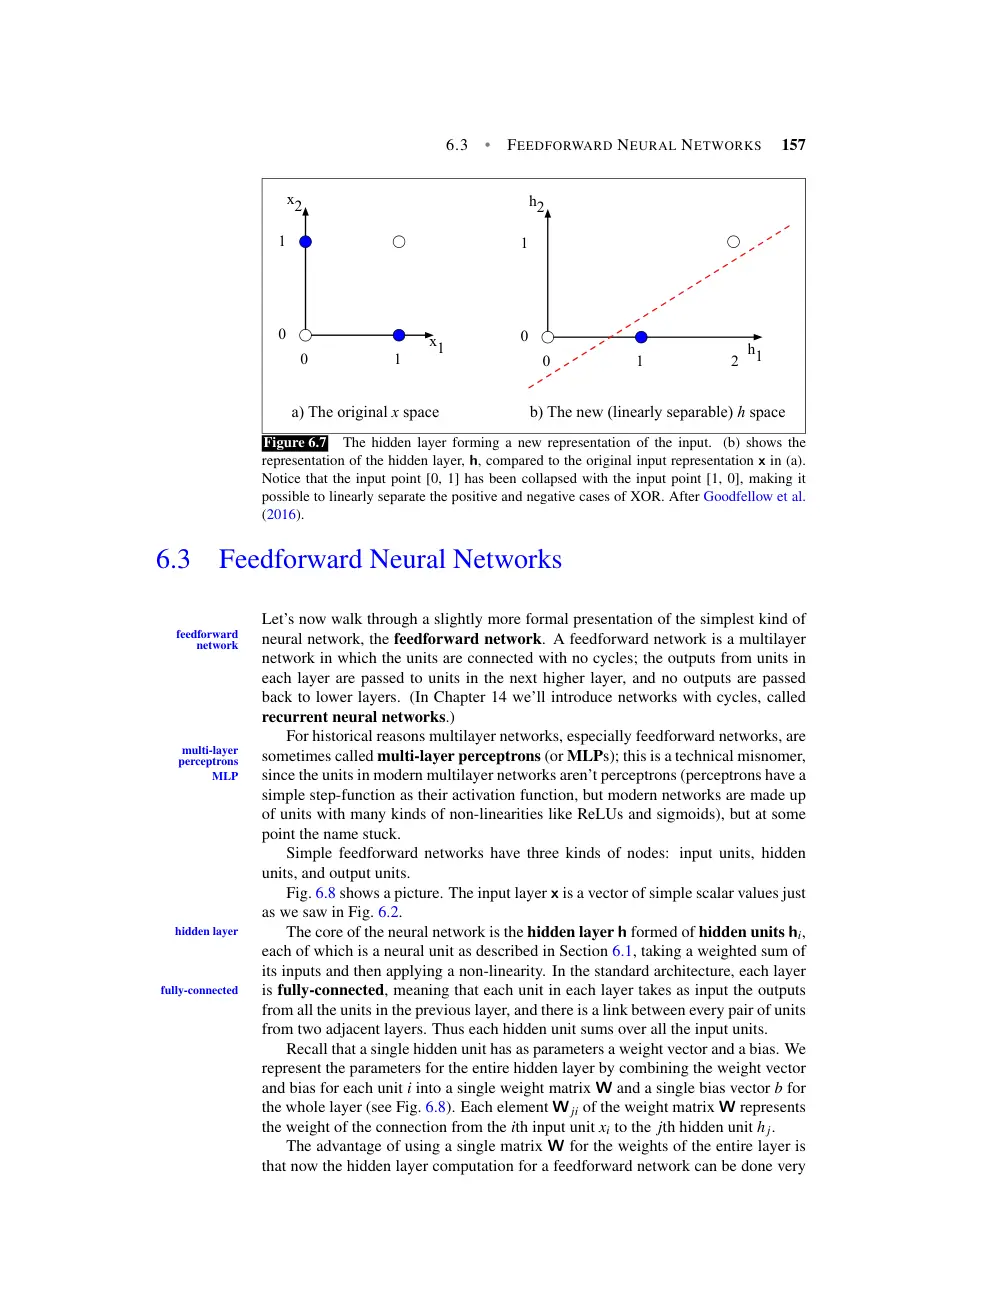 6.3 • FEEDFORWARD NEURAL NETWORKS 157
x2
1
0
0
1
x1
a) The original x space
h2
1
0
0
1
2
h1
b) The new (linearly separable) h space
Figure 6.7 The hidden layer forming a new representation of the input. (b) shows the
representation of the hidden layer, h, compared to the original input representation x in (a).
Notice that the input point [0, 1] has been collapsed with the input point [1, 0], making it
possible to linearly separate the positive and negative cases of XOR. After Goodfellow et al.
(2016).
6.3 Feedforward Neural Networks
Let’s now walk through a slightly more formal presentation of the simplest kind of
feedforward
network
neural network, the feedforward network. A feedforward network is a multilayer
network in which the units are connected with no cycles; the outputs from units in
each layer are passed to units in the next higher layer, and no outputs are passed
back to lower layers. (In Chapter 14 we’ll introduce networks with cycles, called
recurrent neural networks.)
For historical reasons multilayer networks, especially feedforward networks, are
multi-layer
perceptrons
MLP
sometimes called multi-layer perceptrons (or MLPs); this is a technical misnomer,
since the units in modern multilayer networks aren’t perceptrons (perceptrons have a
simple step-function as their activation function, but modern networks are made up
of units with many kinds of non-linearities like ReLUs and sigmoids), but at some
point the name stuck.
Simple feedforward networks have three kinds of nodes: input units, hidden
units, and output units.
Fig. 6.8 shows a picture. The input layer x is a vector of simple scalar values just
as we saw in Fig. 6.2.
hidden layer
The core of the neural network is the hidden layer h formed of hidden units hi,
each of which is a neural unit as described in Section 6.1, taking a weighted sum of
its inputs and then applying a non-linearity. In the standard architecture, each layer
fully-connected
is fully-connected, meaning that each unit in each layer takes as input the outputs
from all the units in the previous layer, and there is a link between every pair of units
from two adjacent layers. Thus each hidden unit sums over all the input units.
Recall that a single hidden unit has as parameters a weight vector and a bias. We
represent the parameters for the entire hidden layer by combining the weight vector
and bias for each unit i into a single weight matrix W and a single bias vector b for
the whole layer (see Fig. 6.8). Each element Wji of the weight matrix W represents
the weight of the connection from the ith input unit xi to the jth hidden unit hj.
The advantage of using a single matrix W for the weights of the entire layer is
that now the hidden layer computation for a feedforward network can be done very